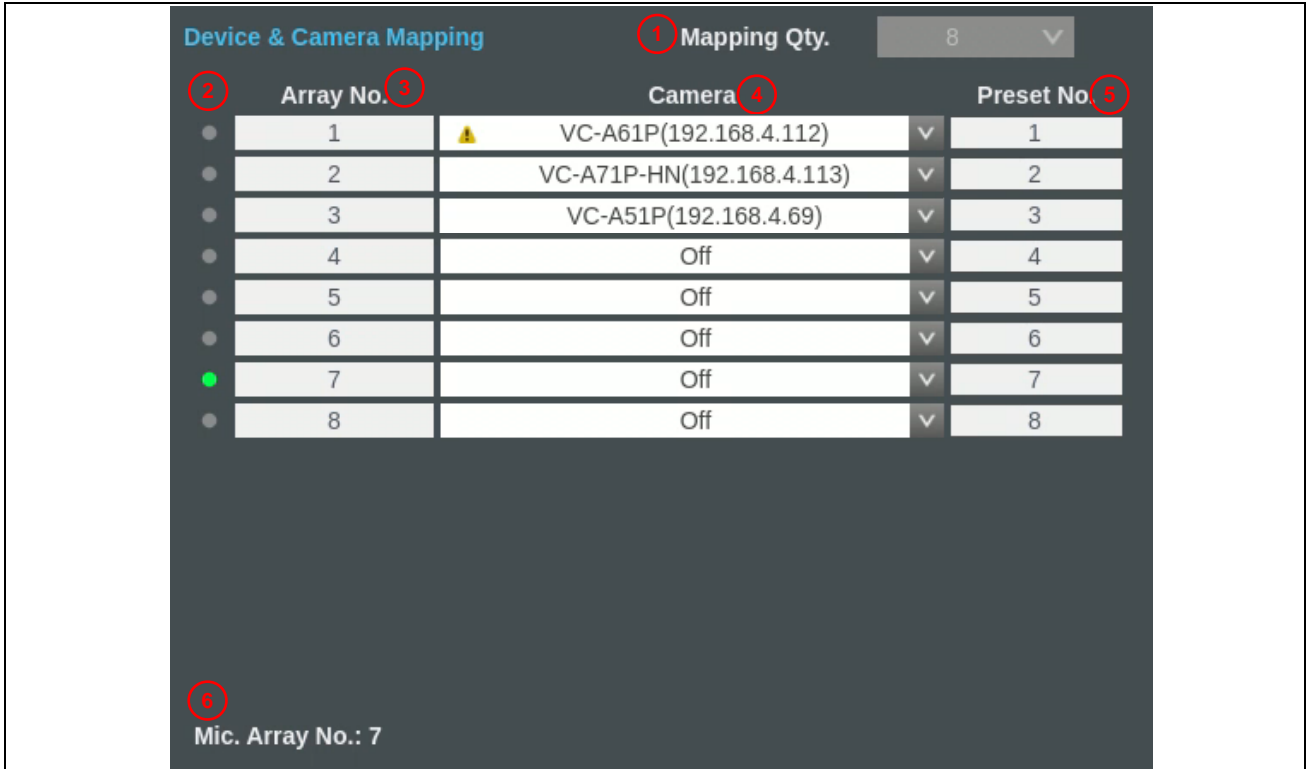 Device & Camera Mapping 1 Mapping Qty. 8
2 Array No. 3 Camera 4 Preset No. 5
1 VC-A61P(192.168.4.112) 1
2 VC-A71P-HN(192.168.4.113) 2
3 VC-A51P(192.168.4.69) 3
4 Off 4
5 Off 5
6 Off 6
7 Off 7
8 Off 8
6
Mic. Array No.: 7